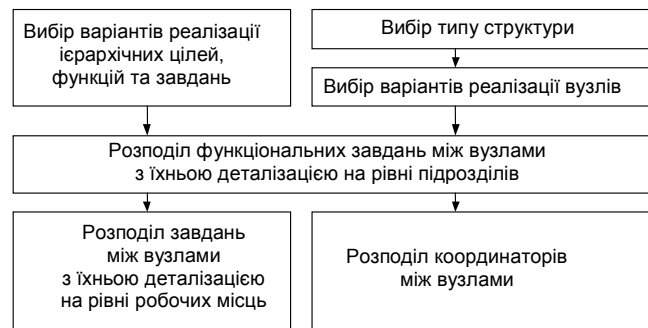 Вибір варіантів реалізації
ієрархічних цілей,
функцій та завдань
Вибір типу структури
Вибір варіантів реалізації вузлів
Розподіл функціональних завдань між вузлами
з їхньою деталізацією на рівні підрозділів
Розподіл завдань
між вузлами
з їхньою деталізацією
на рівні робочих місць
Розподіл координаторів
між вузлами